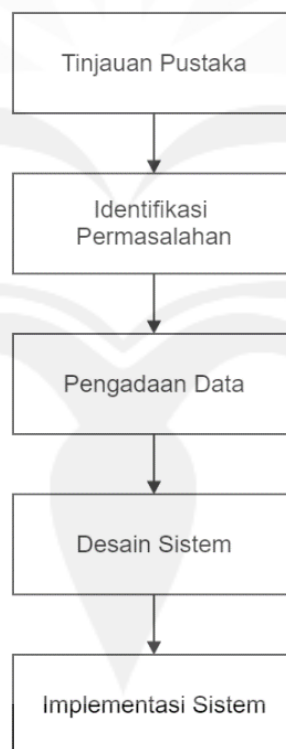 Tinjauan Pustaka
Identifikasi
Permasalahan
Pengadaan Data
Desain Sistem
Implementasi Sistem